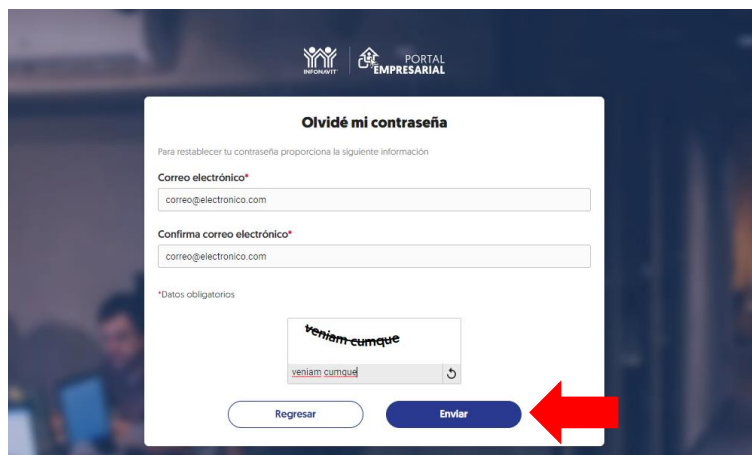 INFONAVIT
PORTAL
EMPRESARIAL
Olvidé mi contraseña
Para restablecer tu contraseña proporciona la siguiente información
Correo electrónico*
correo@electronico.com
Confirma correo electrónico*
correo@electronico.com
*Datos obligatorios
veniam cumque
veniam cumque
Regresar
Enviar